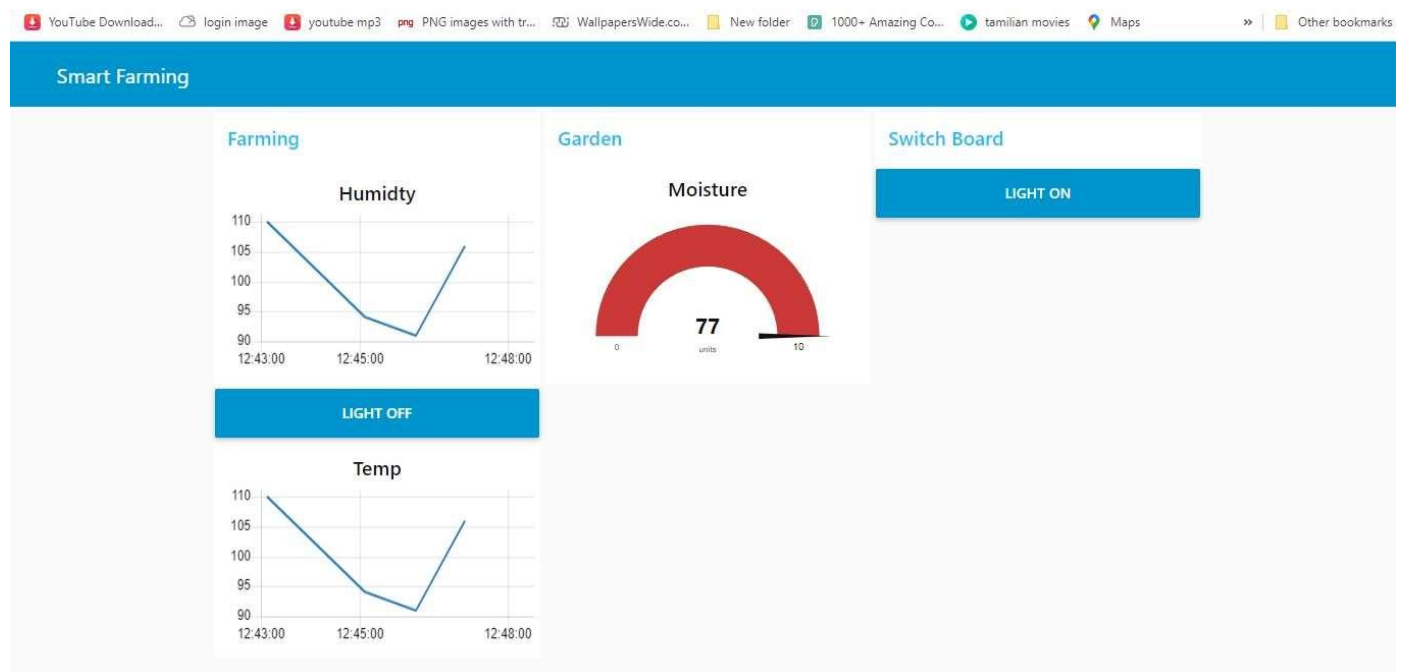 YouTube Download... login image youtube mp3 png PNG images with tr... WallpapersWide.co... New folder 1000+ Amazing Co... tamilian movies Maps » Other bookmarks
Smart Farming
Farming
Humidty
110
105
100
95
90
12:43:00 12:45:00 12:48:00
LIGHT OFF
Temp
110
105
100
95
90
12:43:00 12:45:00 12:48:00
Garden
Moisture
77
0 units 10
Switch Board
LIGHT ON